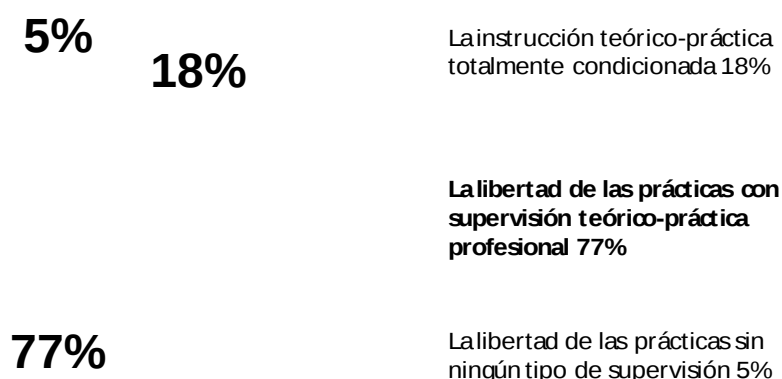 5%
18%
La instrucción teórico-práctica
totalmente condicionada 18%
La libertad de las prácticas con
supervisión teórico-práctica
profesional 77%
77%
La libertad de las prácticas sin
ningún tipo de supervisión 5%